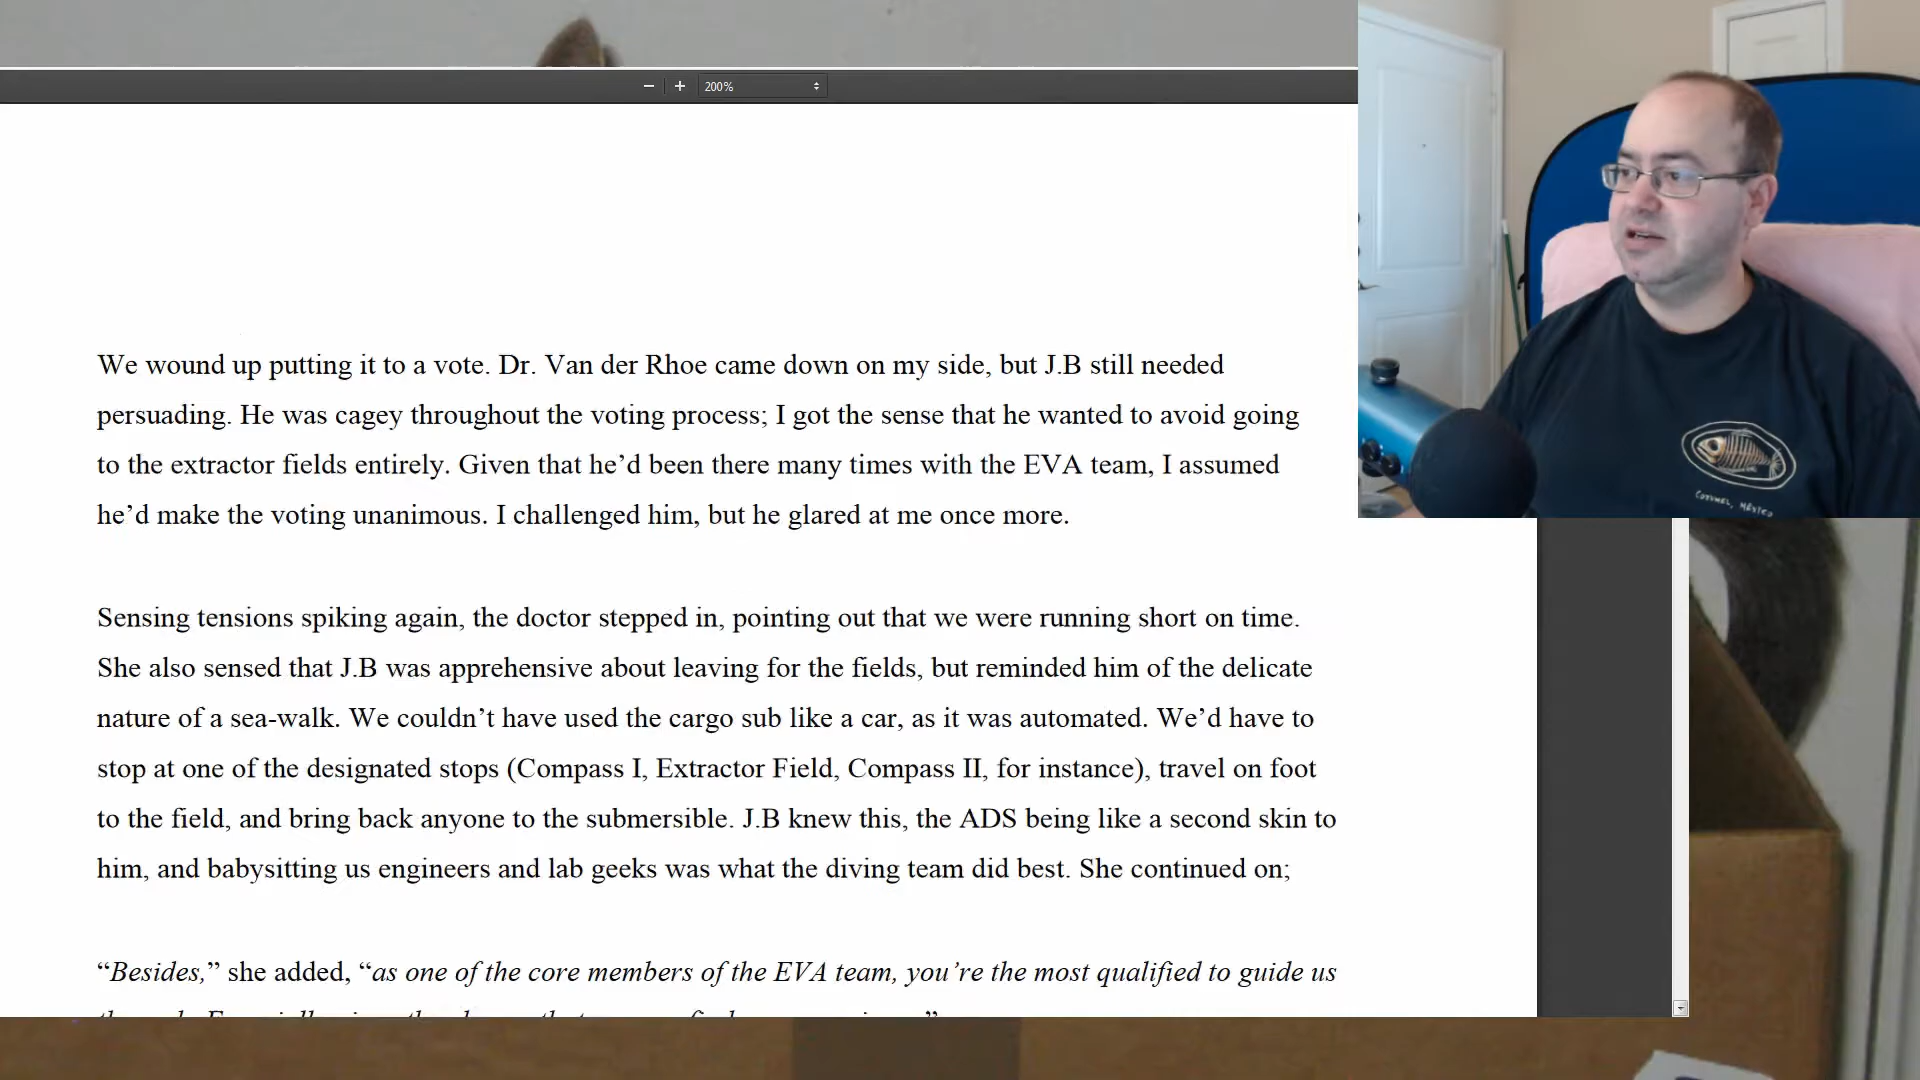 200%
We wound up putting it to a vote. Dr. Van der Rhoe came down on my side, but J.B still needed
persuading. He was cagey throughout the voting process; I got the sense that he wanted to avoid going
to the extractor fields entirely. Given that he’d been there many times with the EVA team, I assumed
he’d make the voting unanimous. I challenged him, but he glared at me once more.
Sensing tensions spiking again, the doctor stepped in, pointing out that we were running short on time.
She also sensed that J.B was apprehensive about leaving for the fields, but reminded him of the delicate
nature of a sea-walk. We couldn’t have used the cargo sub like a car, as it was automated. We’d have to
stop at one of the designated stops (Compass I, Extractor Field, Compass II, for instance), travel on foot
to the field, and bring back anyone to the submersible. J.B knew this, the ADS being like a second skin to
him, and babysitting us engineers and lab geeks was what the diving team did best. She continued on;
“Besides,” she added, “as one of the core members of the EVA team, you’re the most qualified to guide us
COZUMEL, MEXICO